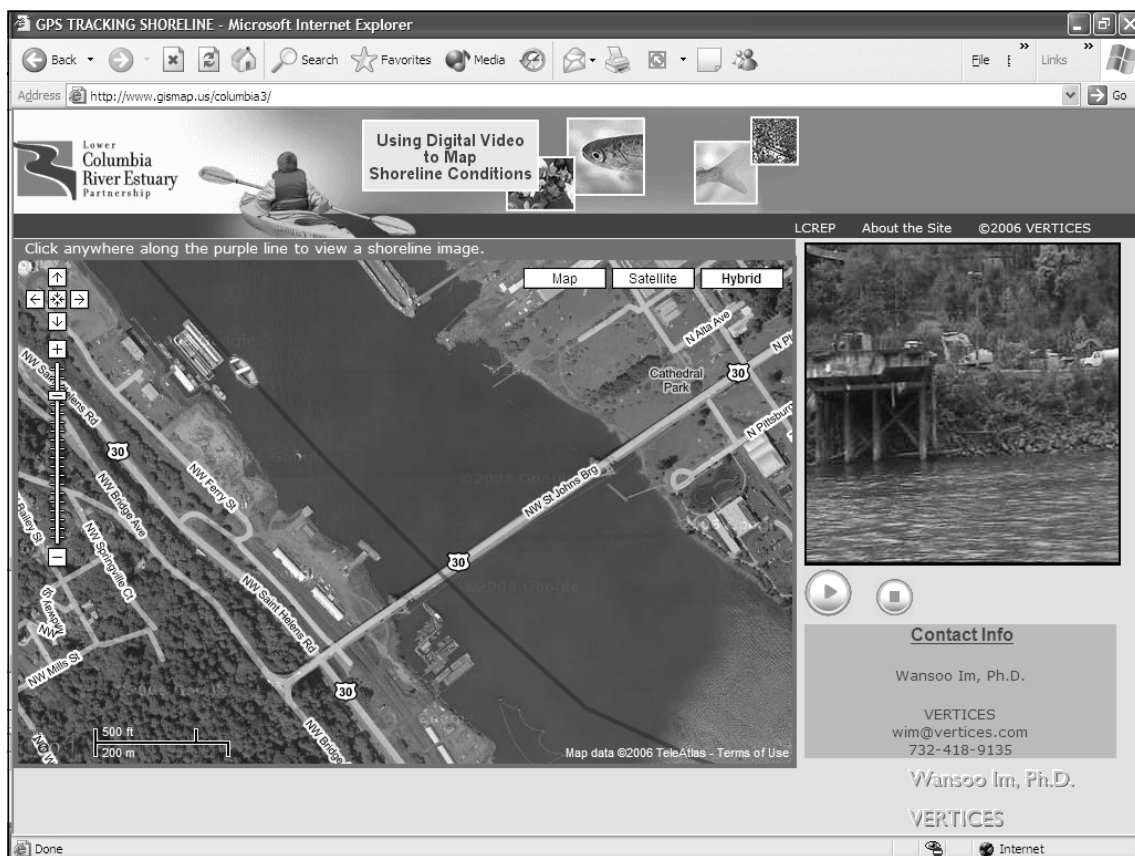 GPS TRACKING SHORELINE - Microsoft Internet Explorer
Back
Search
Favorites
Media
File
Links
Address
http://www.gismap.us/columbia3/
Go
Lower
Columbia
River Estuary
Partnership
Using Digital Video
to Map
Shoreline Conditions
LCREP About the Site ©2006 VERTICES
Click anywhere along the purple line to view a shoreline image.
Map Satellite Hybrid
N Alta Ave
30
Cathedral
Park
N Pittsburg
30
NW Ferry St
NW Bridge Ave
NW St Johns Brg
30
NW Springville Ct
NW Saint Helens Rd
NW Mills St
30
NW Bridge
500 ft
200 m
Map data ©2006 TeleAtlas - Terms of Use
Contact Info
Wansoo Im, Ph.D.
VERTICES
wim@vertices.com
732-418-9135
Wansoo Im, Ph.D.
VERTICES
Done
Internet